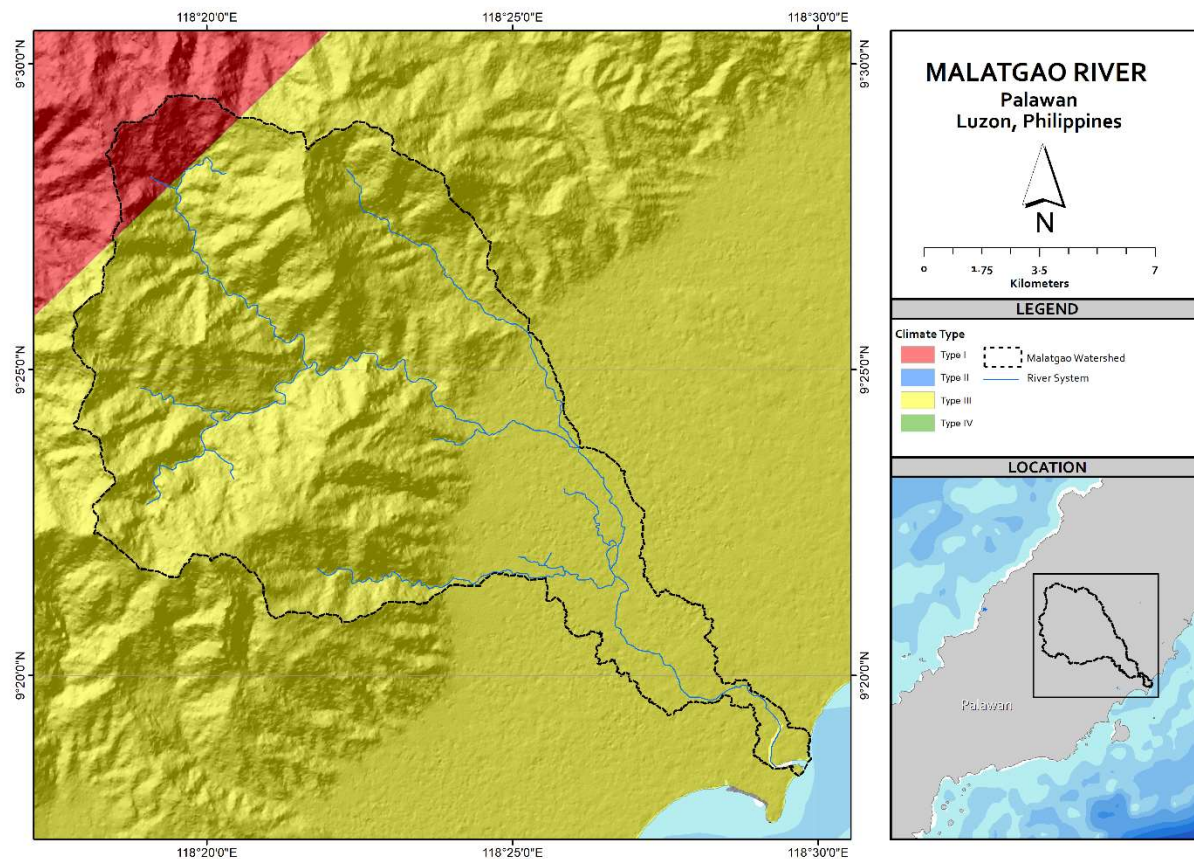 118°20'0"E
118°25'0"E
118°30'0"E
9°30'0"N
9°30'0"N
9°25'0"N
9°25'0"N
9°20'0"N
9°20'0"N
118°20'0"E
118°25'0"E
118°30'0"E
MALATGAO RIVER
Palawan
Luzon, Philippines
N
0 1.75 3.5 7
Kilometers
LEGEND
Climate Type
Type I
Type II
Type III
Type IV
Malatgao Watershed
River System
LOCATION
Palawan